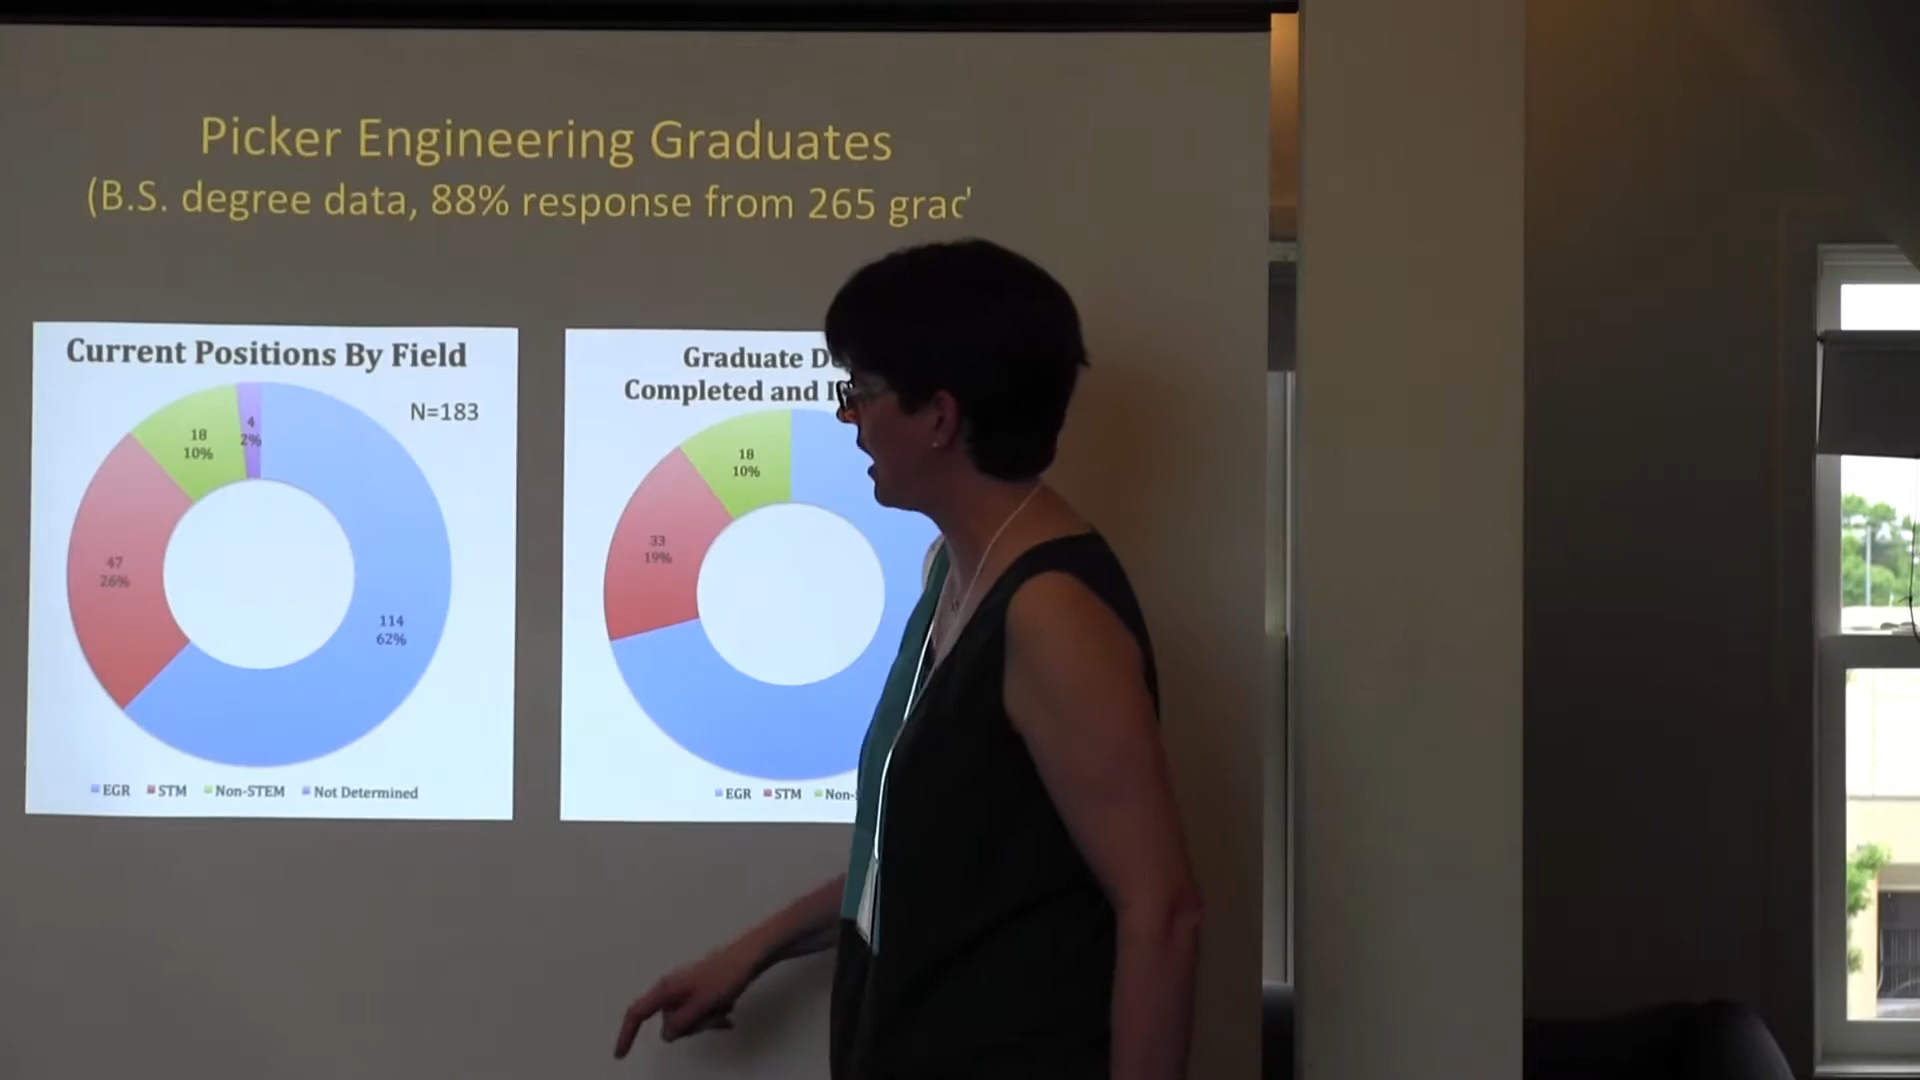 Picker Engineering Graduates
(B.S. degree data, 88% response from 265
Current Positions By Field
N=183
4
2%
18
10%
47
26%
114
62%
EGR STM Non-STEM Not Determined
Graduate
Completed and
18
10%
33
19%
EGR STM Non-